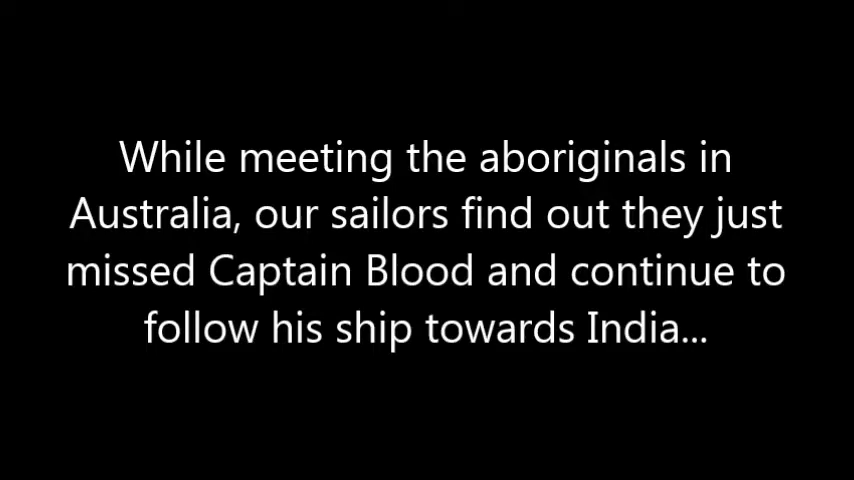 While meeting the aboriginals in
Australia, our sailors find out they just
missed Captain Blood and continue to
follow his ship towards India...